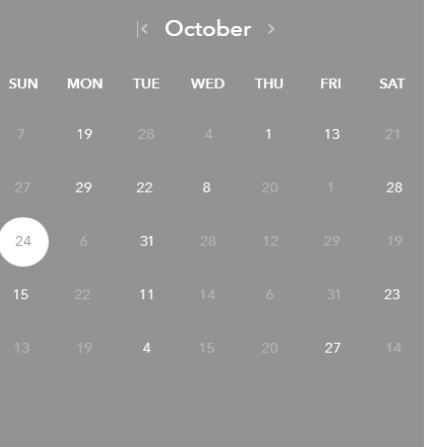 |< October >
SUN MON TUE WED THU FRI SAT
7 19 28 4 1 13 21
27 29 22 8 20 1 28
24 6 31 28 12 29 19
15 22 11 14 6 31 23
13 19 4 15 20 27 14